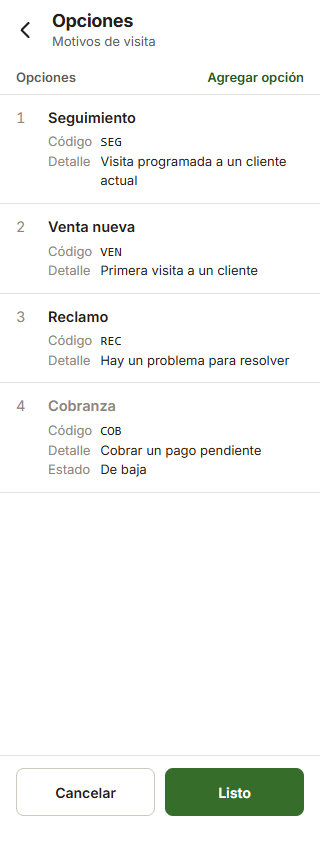 Opciones
Motivos de visita
Opciones Agregar opción
1 Seguimiento
Código SEG
Detalle Visita programada a un cliente
actual
2 Venta nueva
Código VEN
Detalle Primera visita a un cliente
3 Reclamo
Código REC
Detalle Hay un problema para resolver
4 Cobranza
Código COB
Detalle Cobrar un pago pendiente
Estado De baja
Cancelar Listo